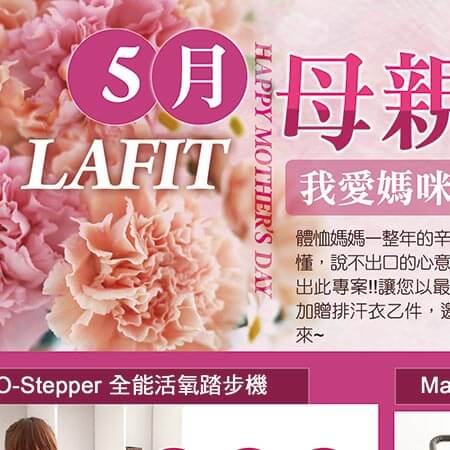 5月
LAFIT
HAPPY MOTHER'S DAY
母親
我愛媽咪
體恤媽媽一整年的辛
懂，說不出口的心意
出此專案!!讓您以最
加贈排汗衣乙件，邀
來~
O-Stepper 全能活氧踏步機
Ma